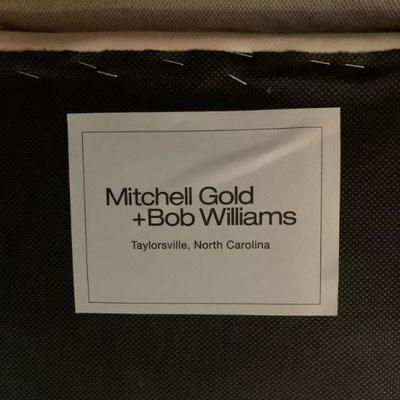 Mitchell Gold
+Bob Williams
Taylorsville, North Carolina